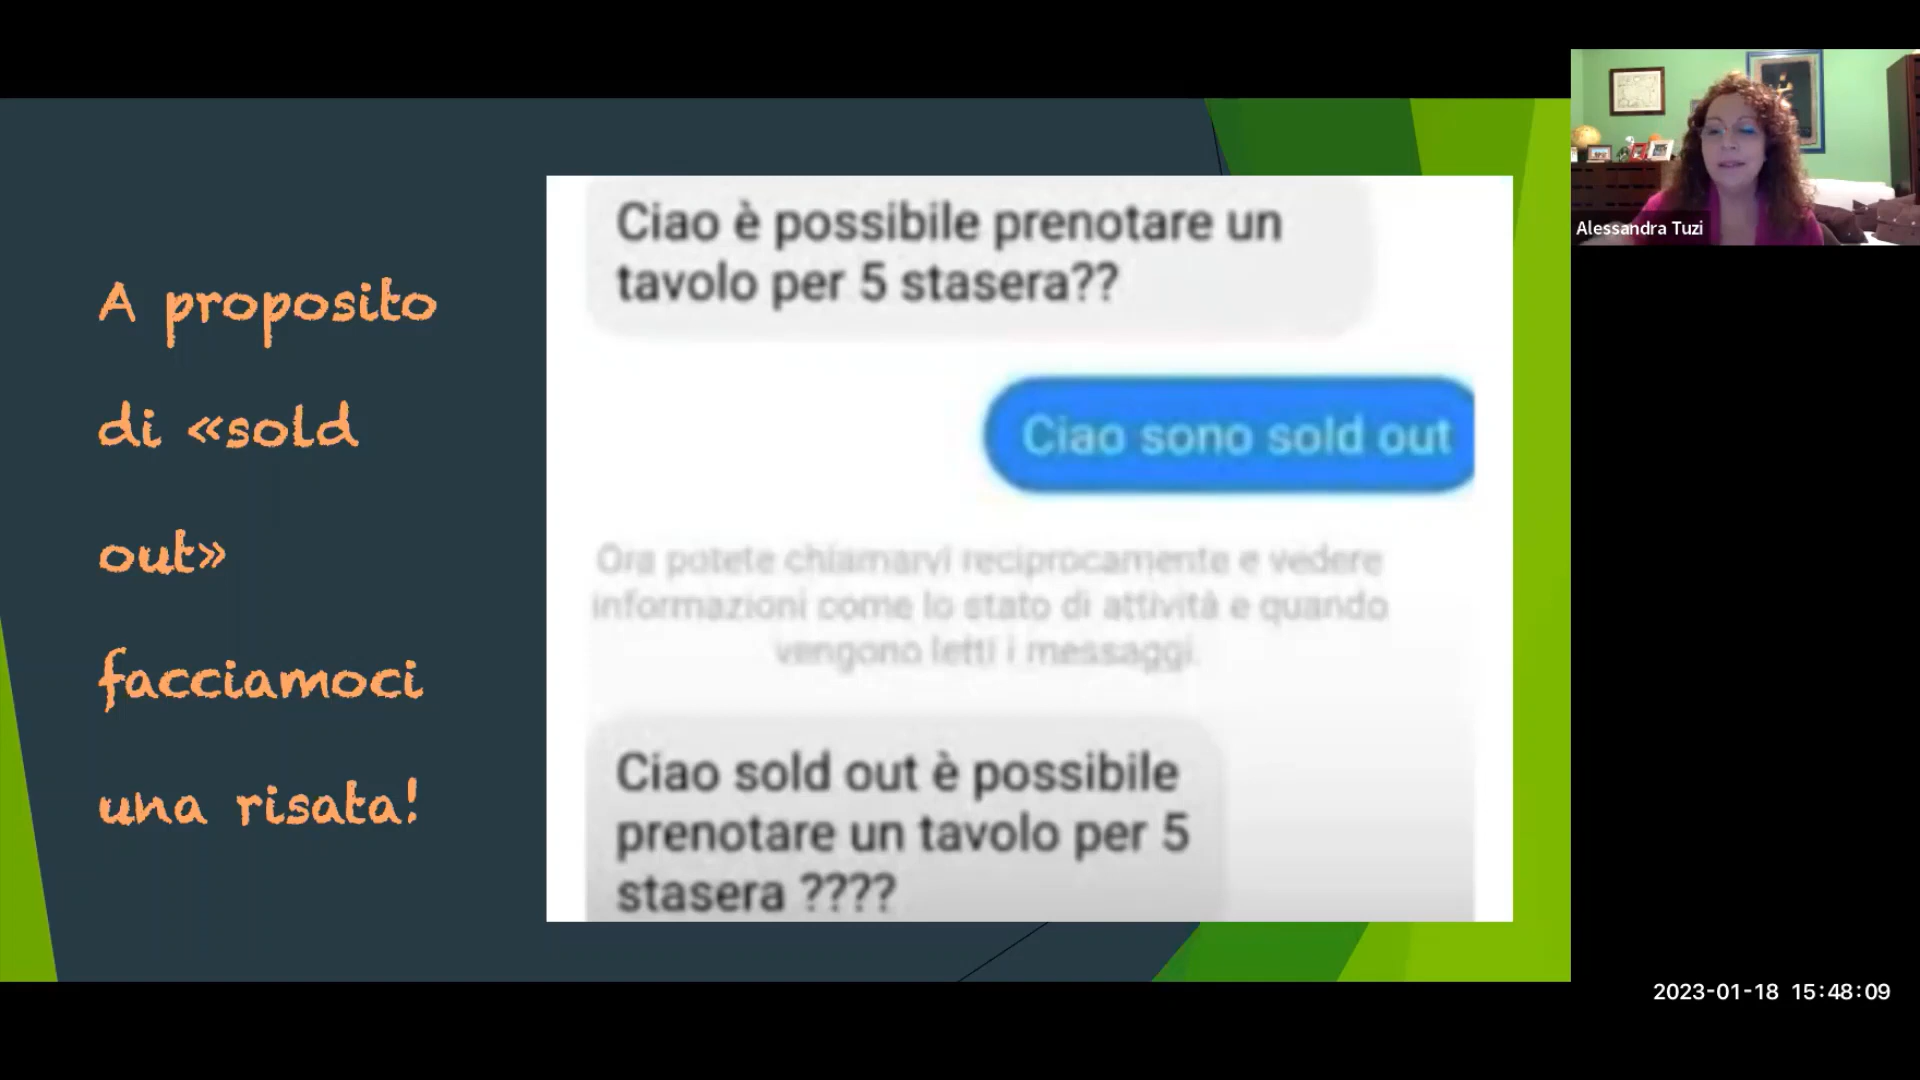 A proposito
di «sold
out»
facciamoci
una risata!
Ciao è possibile prenotare un
tavolo per 5 stasera??
Ciao sono sold out
Ora potete chiamarvi reciprocamente e vedere
informazioni come lo stato di attività e quando
vengono letti i messaggi.
Ciao sold out è possibile
prenotare un tavolo per 5
stasera ????
Alessandra Tuzi
2023-01-18 15:48:09